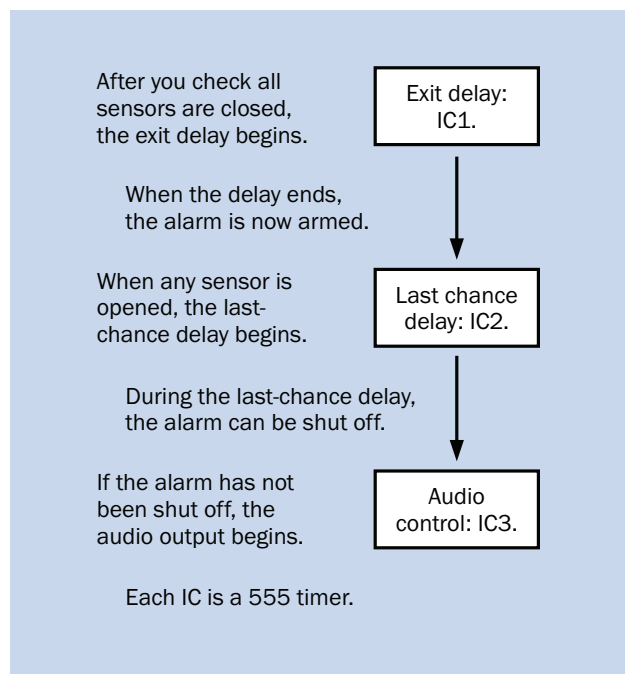 After you check all
sensors are closed,
the exit delay begins.
Exit delay:
IC1.
When the delay ends,
the alarm is now armed.
When any sensor is
opened, the last-
chance delay begins.
Last chance
delay: IC2.
During the last-chance delay,
the alarm can be shut off.
If the alarm has not
been shut off, the
audio output begins.
Audio
control: IC3.
Each IC is a 555 timer.